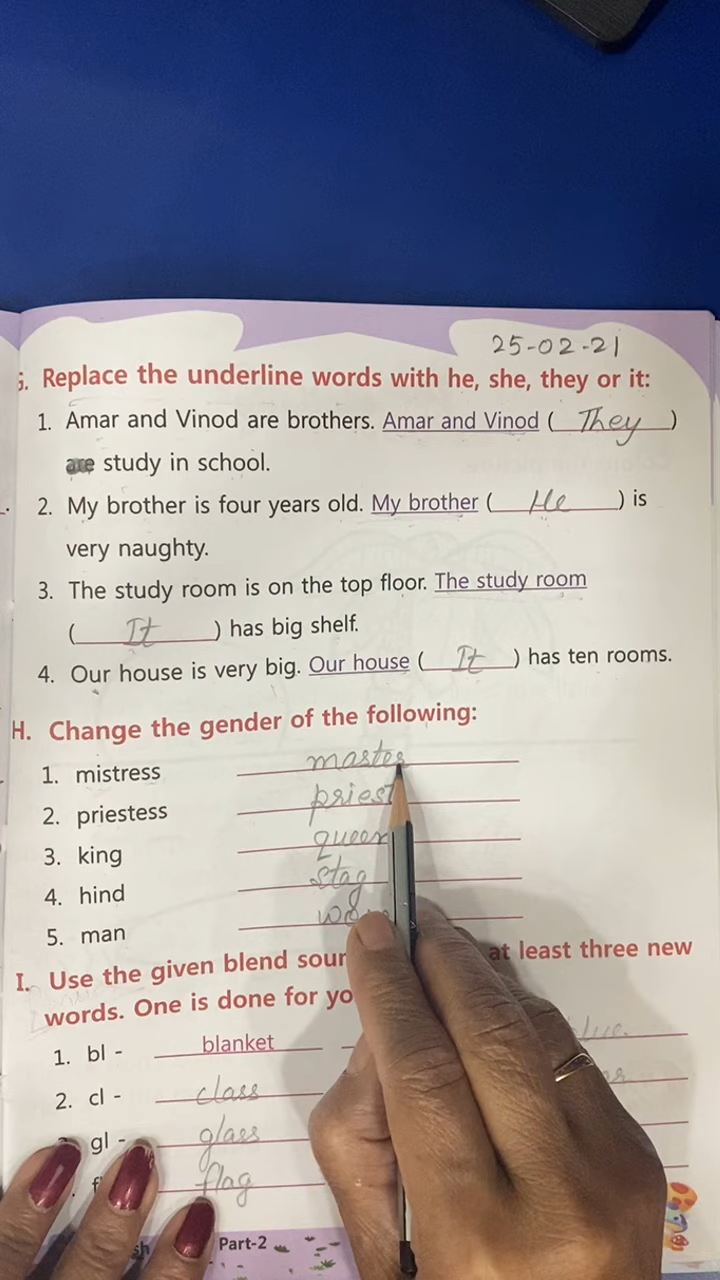 25-02-21
G. Replace the underline words with he, she, they or it:
1. Amar and Vinod are brothers. Amar and Vinod ( They )
are study in school.
2. My brother is four years old. My brother ( He ) is
very naughty.
3. The study room is on the top floor. The study room
( It ) has big shelf.
4. Our house is very big. Our house ( It ) has ten rooms.
H. Change the gender of the following:
1. mistress master
2. priestess priest
3. king queen
4. hind stag
5. man
I. Use the given blend at least three new
words. One is done for
1. bl - blanket
2. cl - class
gl - glass
flag
Part-2